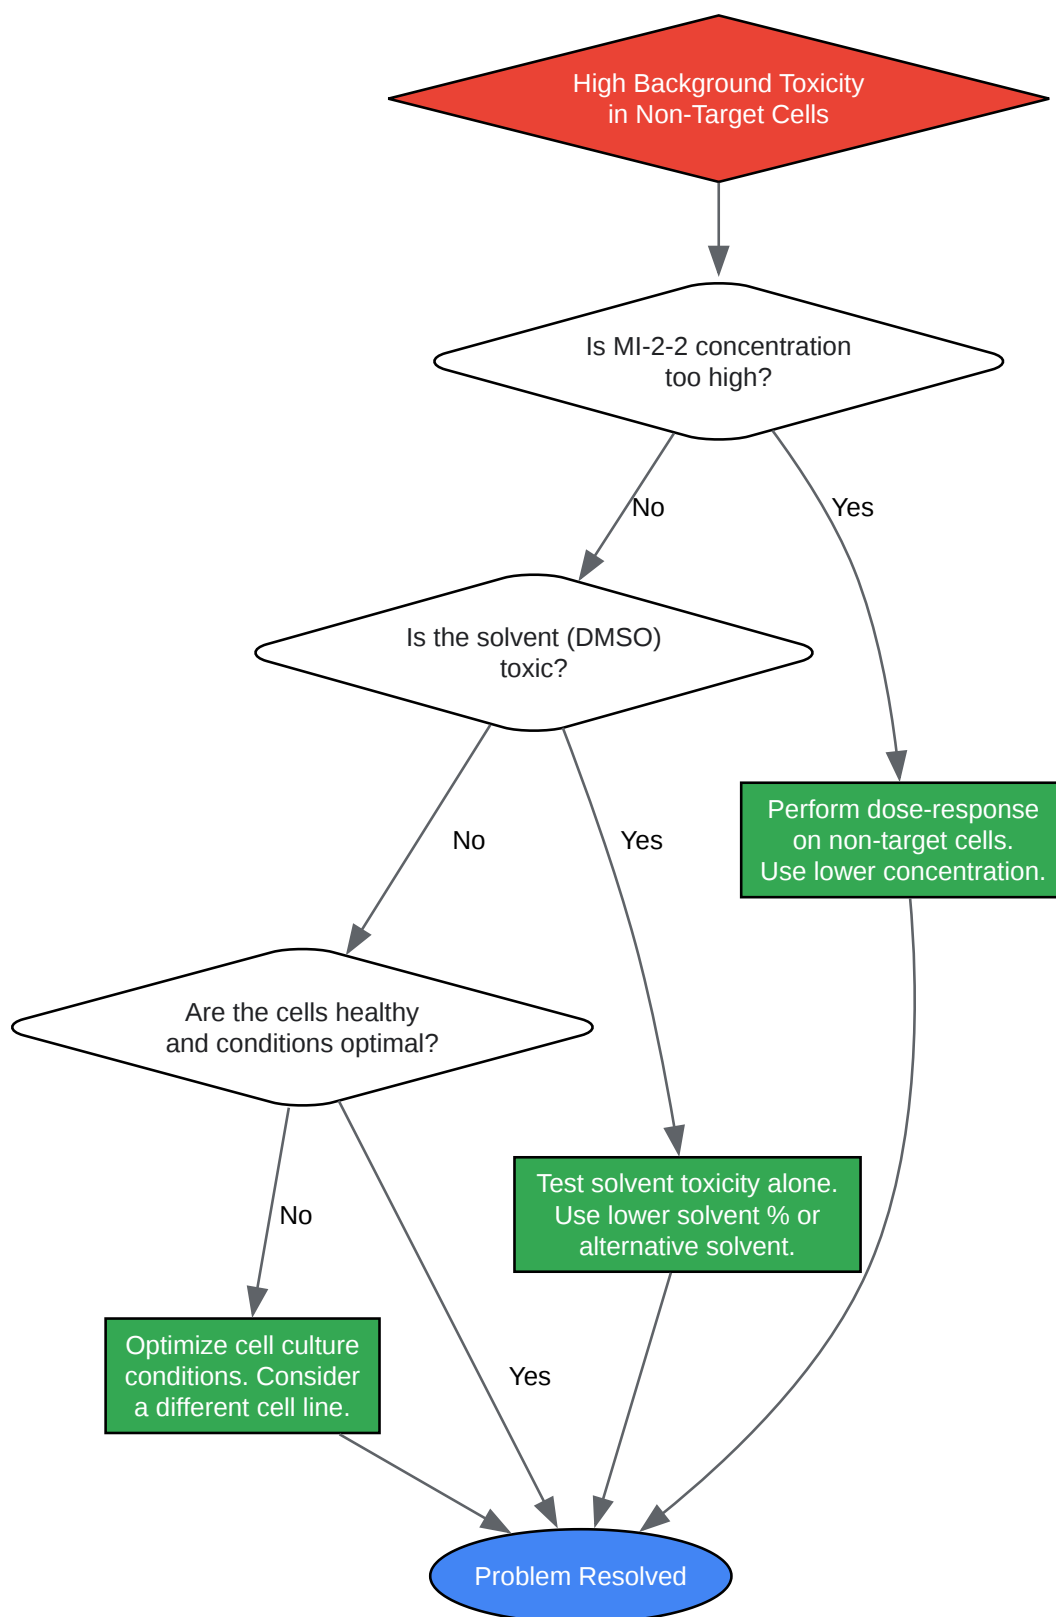 High Background Toxicity
in Non-Target Cells
Is MI-2-2 concentration
too high?
No
Yes
Is the solvent (DMSO)
toxic?
Perform dose-response
on non-target cells.
Use lower concentration.
No
Yes
Are the cells healthy
and conditions optimal?
Test solvent toxicity alone.
Use lower solvent % or
alternative solvent.
No
Optimize cell culture
conditions. Consider
a different cell line.
Yes
Problem Resolved